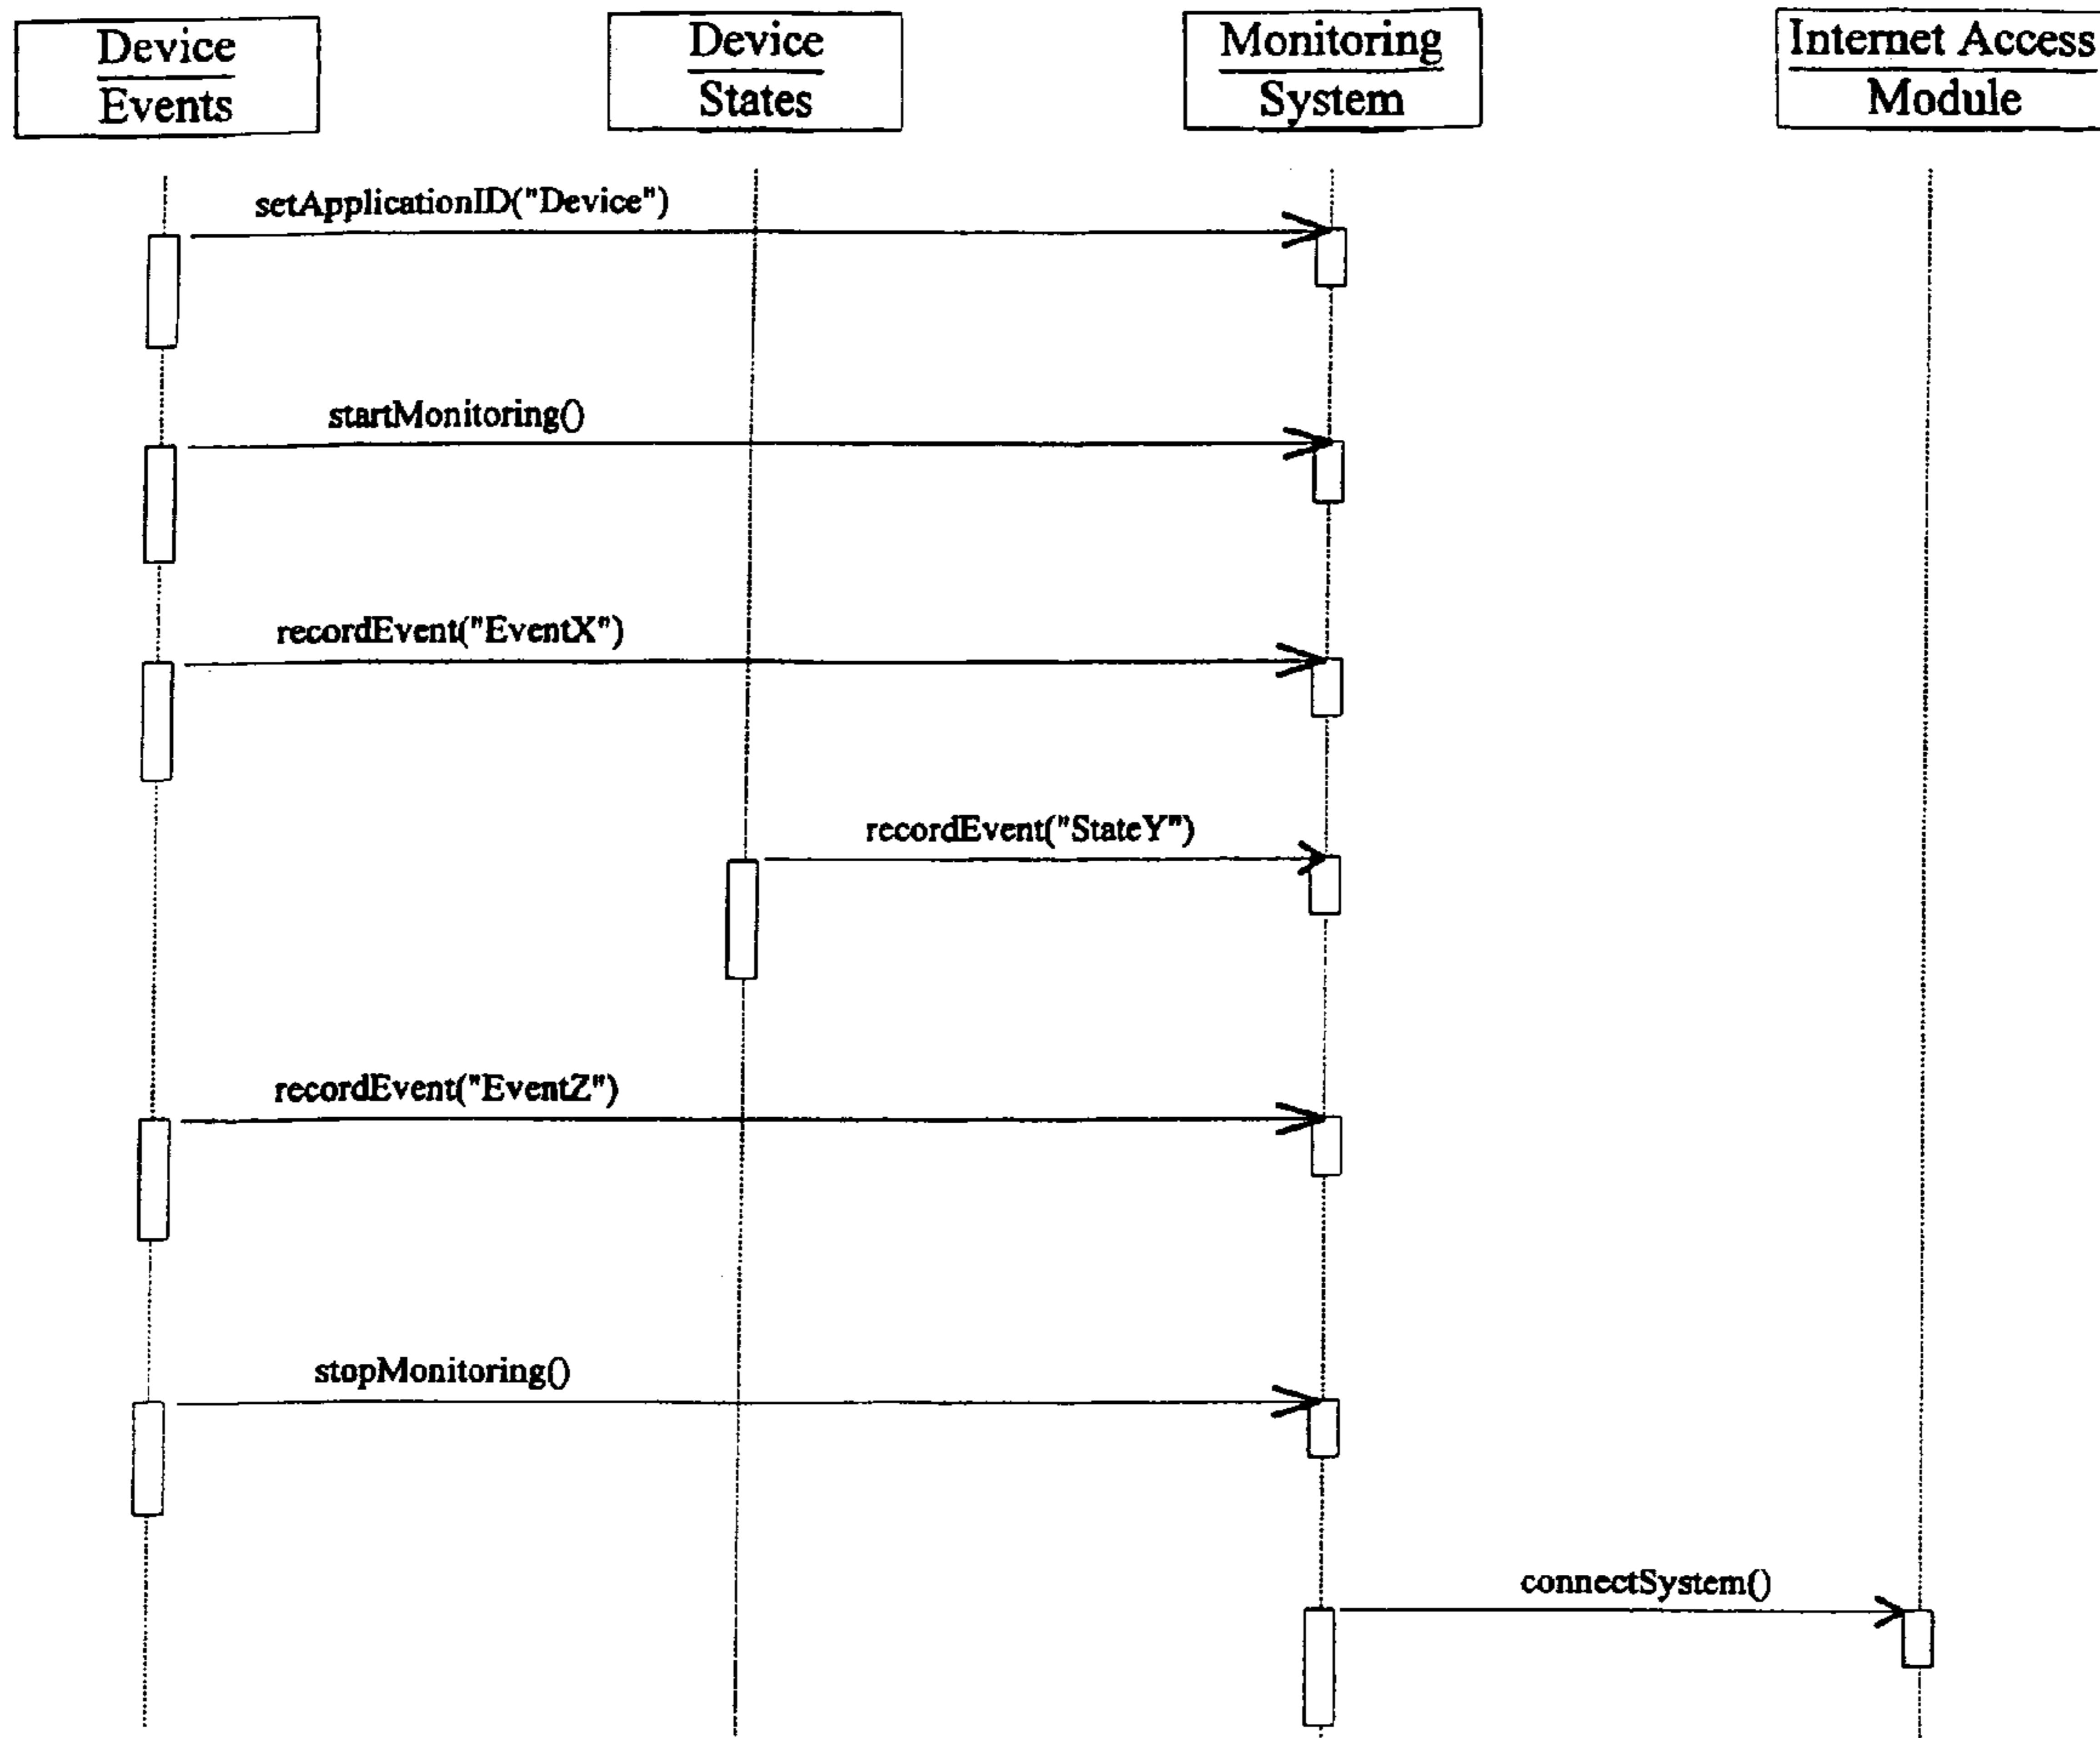 Device
Events
Device
States
Monitoring
System
Internet Access
Module
setApplicationID("Device")
startMonitoring()
recordEvent("EventX")
recordEvent("StateY")
recordEvent("EventZ")
stopMonitoring()
connectSystem()